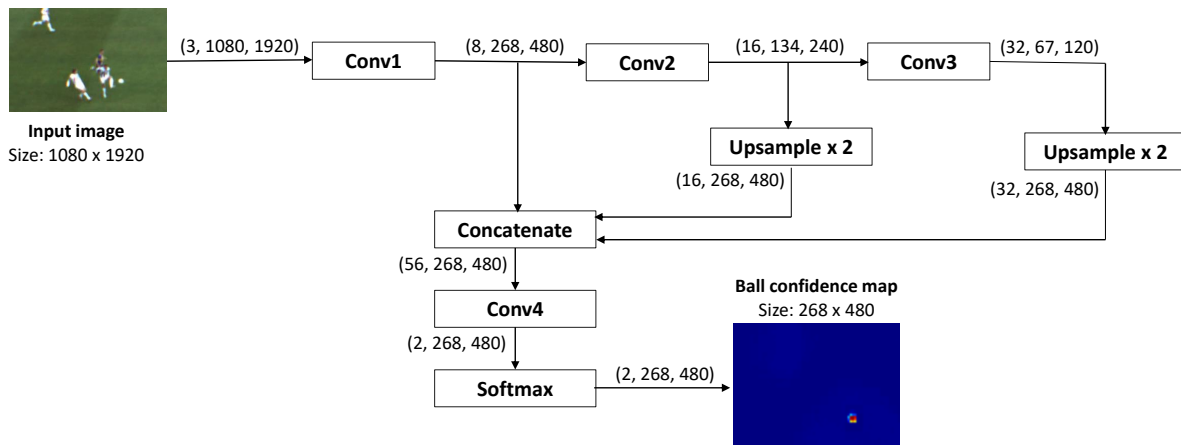 (3, 1080, 1920)
Conv1
(8, 268, 480)
Conv2
(16, 134, 240)
Conv3
(32, 67, 120)
Input image
Size: 1080 x 1920
Upsample x 2
Upsample x 2
(16, 268, 480)
(32, 268, 480)
Concatenate
(56, 268, 480)
Conv4
(2, 268, 480)
Softmax
(2, 268, 480)
Ball confidence map
Size: 268 x 480